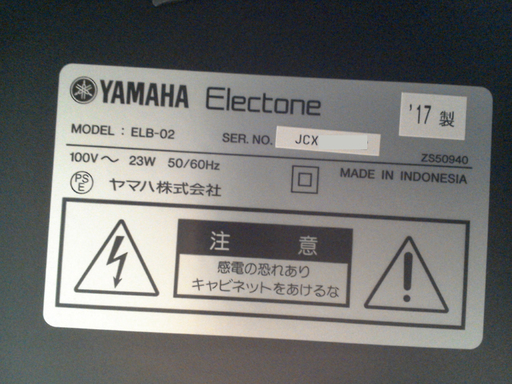 YAMAHA Electone
'17 製
MODEL : ELB-02 SER. NO. JCX
ZS50940
100V～ 23W 50/60Hz
MADE IN INDONESIA
PSE ヤマハ株式会社
注意
感電の恐れあり
キャビネットをあけるな